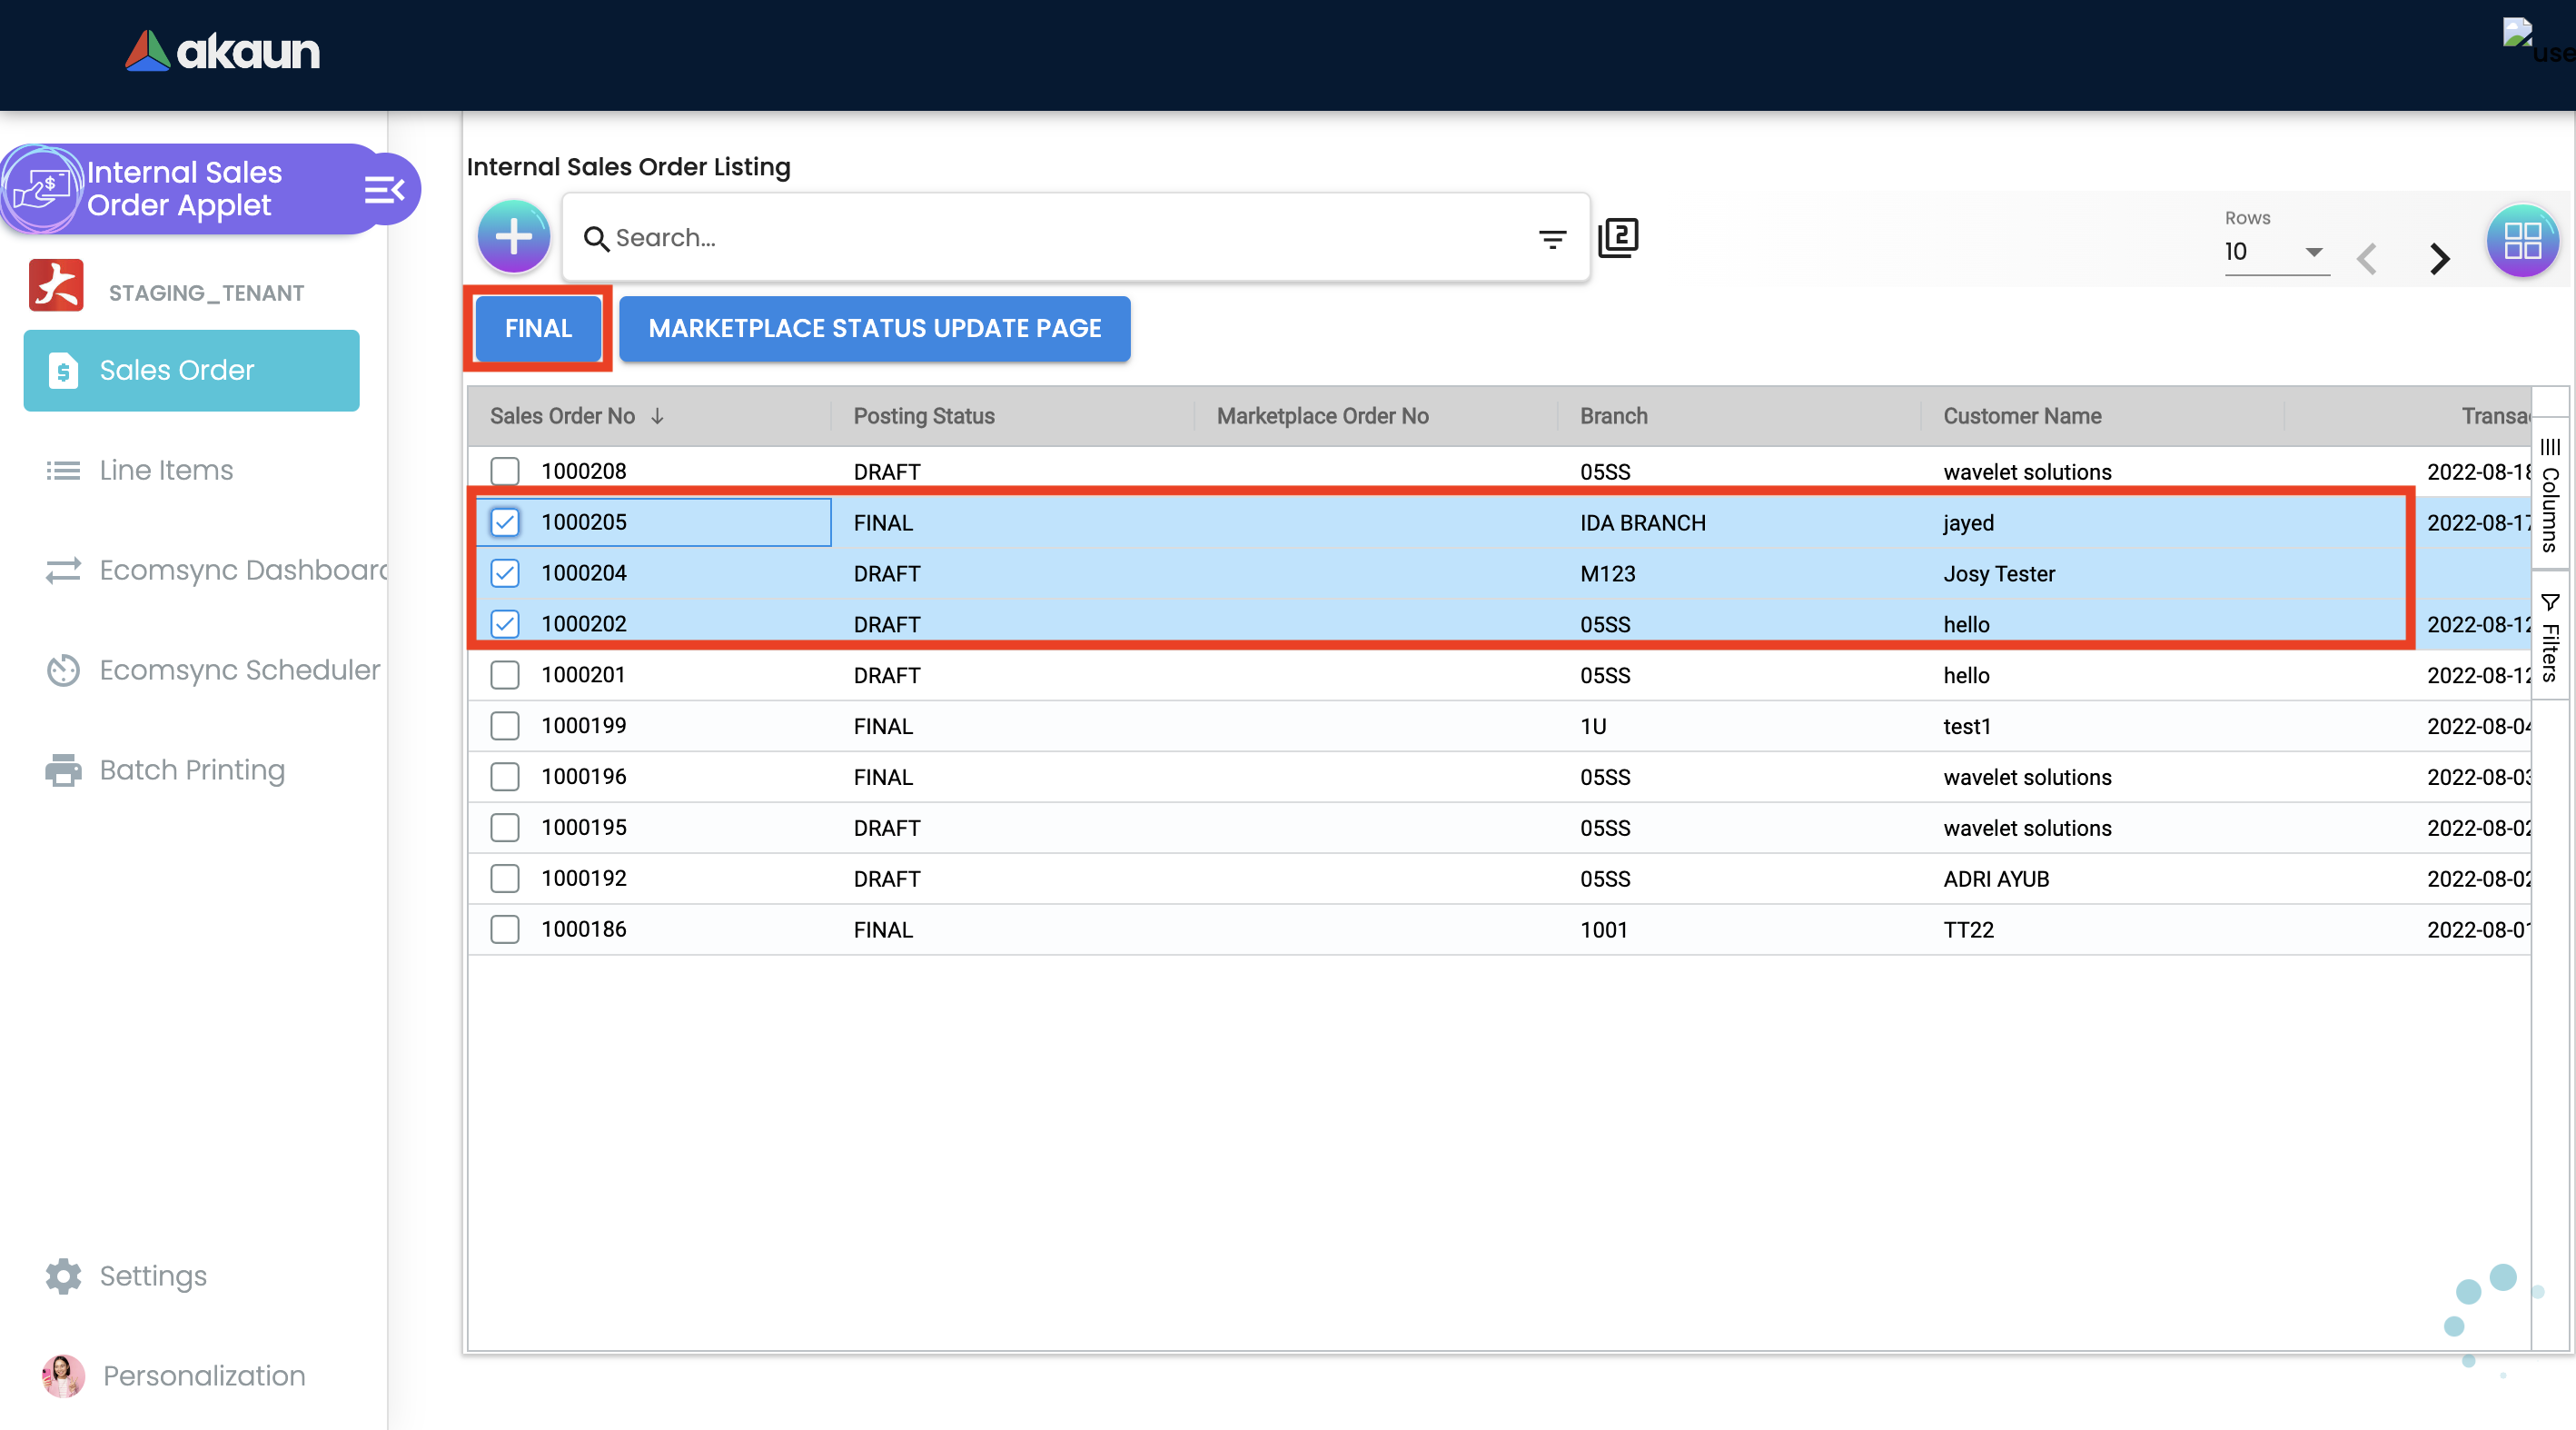 akaun
use
Internal Sales
Order Applet
STAGING_TENANT
Sales Order
Line Items
Ecomsync Dashboard
Ecomsync Scheduler
Batch Printing
Settings
Personalization
Internal Sales Order Listing
Search...
2
Rows
10
FINAL
MARKETPLACE STATUS UPDATE PAGE
Sales Order No Posting Status Marketplace Order No Branch Customer Name Transac
1000208 DRAFT 05SS wavelet solutions 2022-08-18
1000205 FINAL IDA BRANCH jayed 2022-08-17
1000204 DRAFT M123 Josy Tester
1000202 DRAFT 05SS hello 2022-08-12
1000201 DRAFT 05SS hello 2022-08-12
1000199 FINAL 1U test1 2022-08-04
1000196 FINAL 05SS wavelet solutions 2022-08-03
1000195 DRAFT 05SS wavelet solutions 2022-08-02
1000192 DRAFT 05SS ADRI AYUB 2022-08-02
1000186 FINAL 1001 TT22 2022-08-01
Columns
Filters